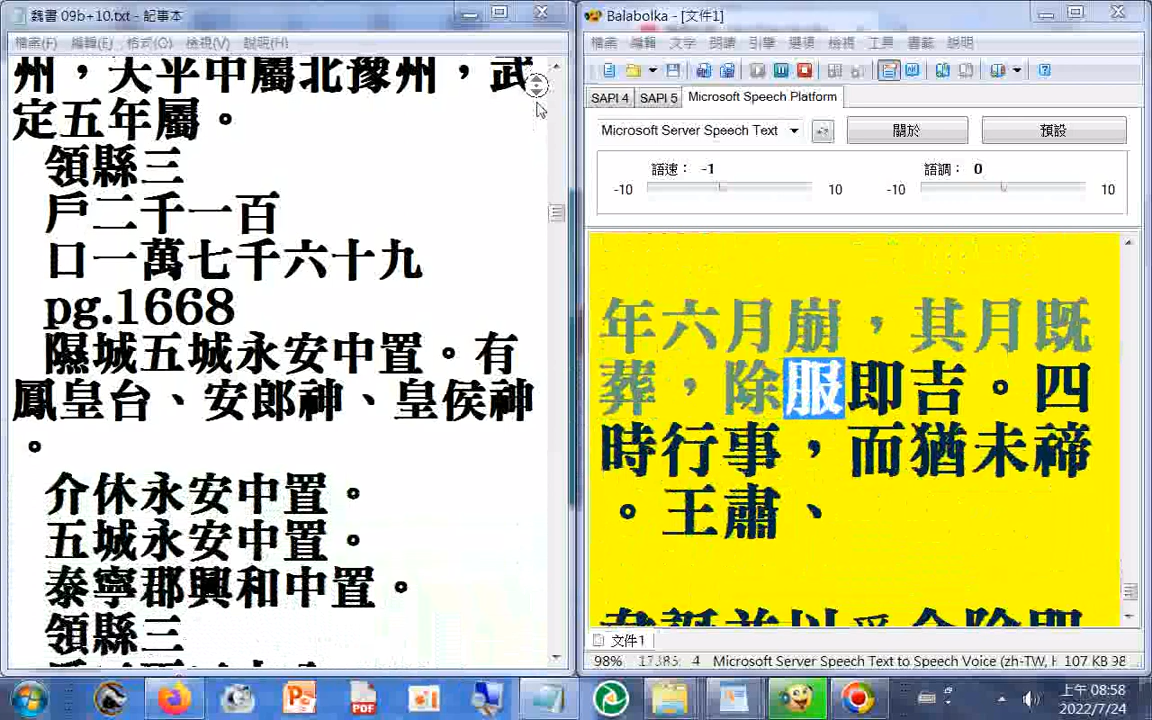 魏書 09b+10.txt - 記事本
檔案(F) 編輯(E) 格式(O) 檢視(V) 說明(H)
州，大平中屬北豫州，武
定五年屬。
領縣三
戶二千一百
口一萬七千六十九
pg.1668
隰城五城永安中置。有
鳳皇台、安郎神、皇侯神
。
介休永安中置。
五城永安中置。
泰寧郡興和中置。
領縣三
Balabolka - [文件1]
檔案 編輯 文字 朗讀 引擎 選項 檢視 工具 書籤 說明
SAPI 4 SAPI 5 Microsoft Speech Platform
Microsoft Server Speech Text 關於 預設
語速： -1 語調： 0
-10 10 -10 10
年六月崩，其月既
葬，除服即吉。四
時行事，而猶未禘
。王肅、
文件1
98% 4 Microsoft Server Speech Text to Speech Voice (zh-TW, H 107 KB 98
上午 08:58
2022/7/24